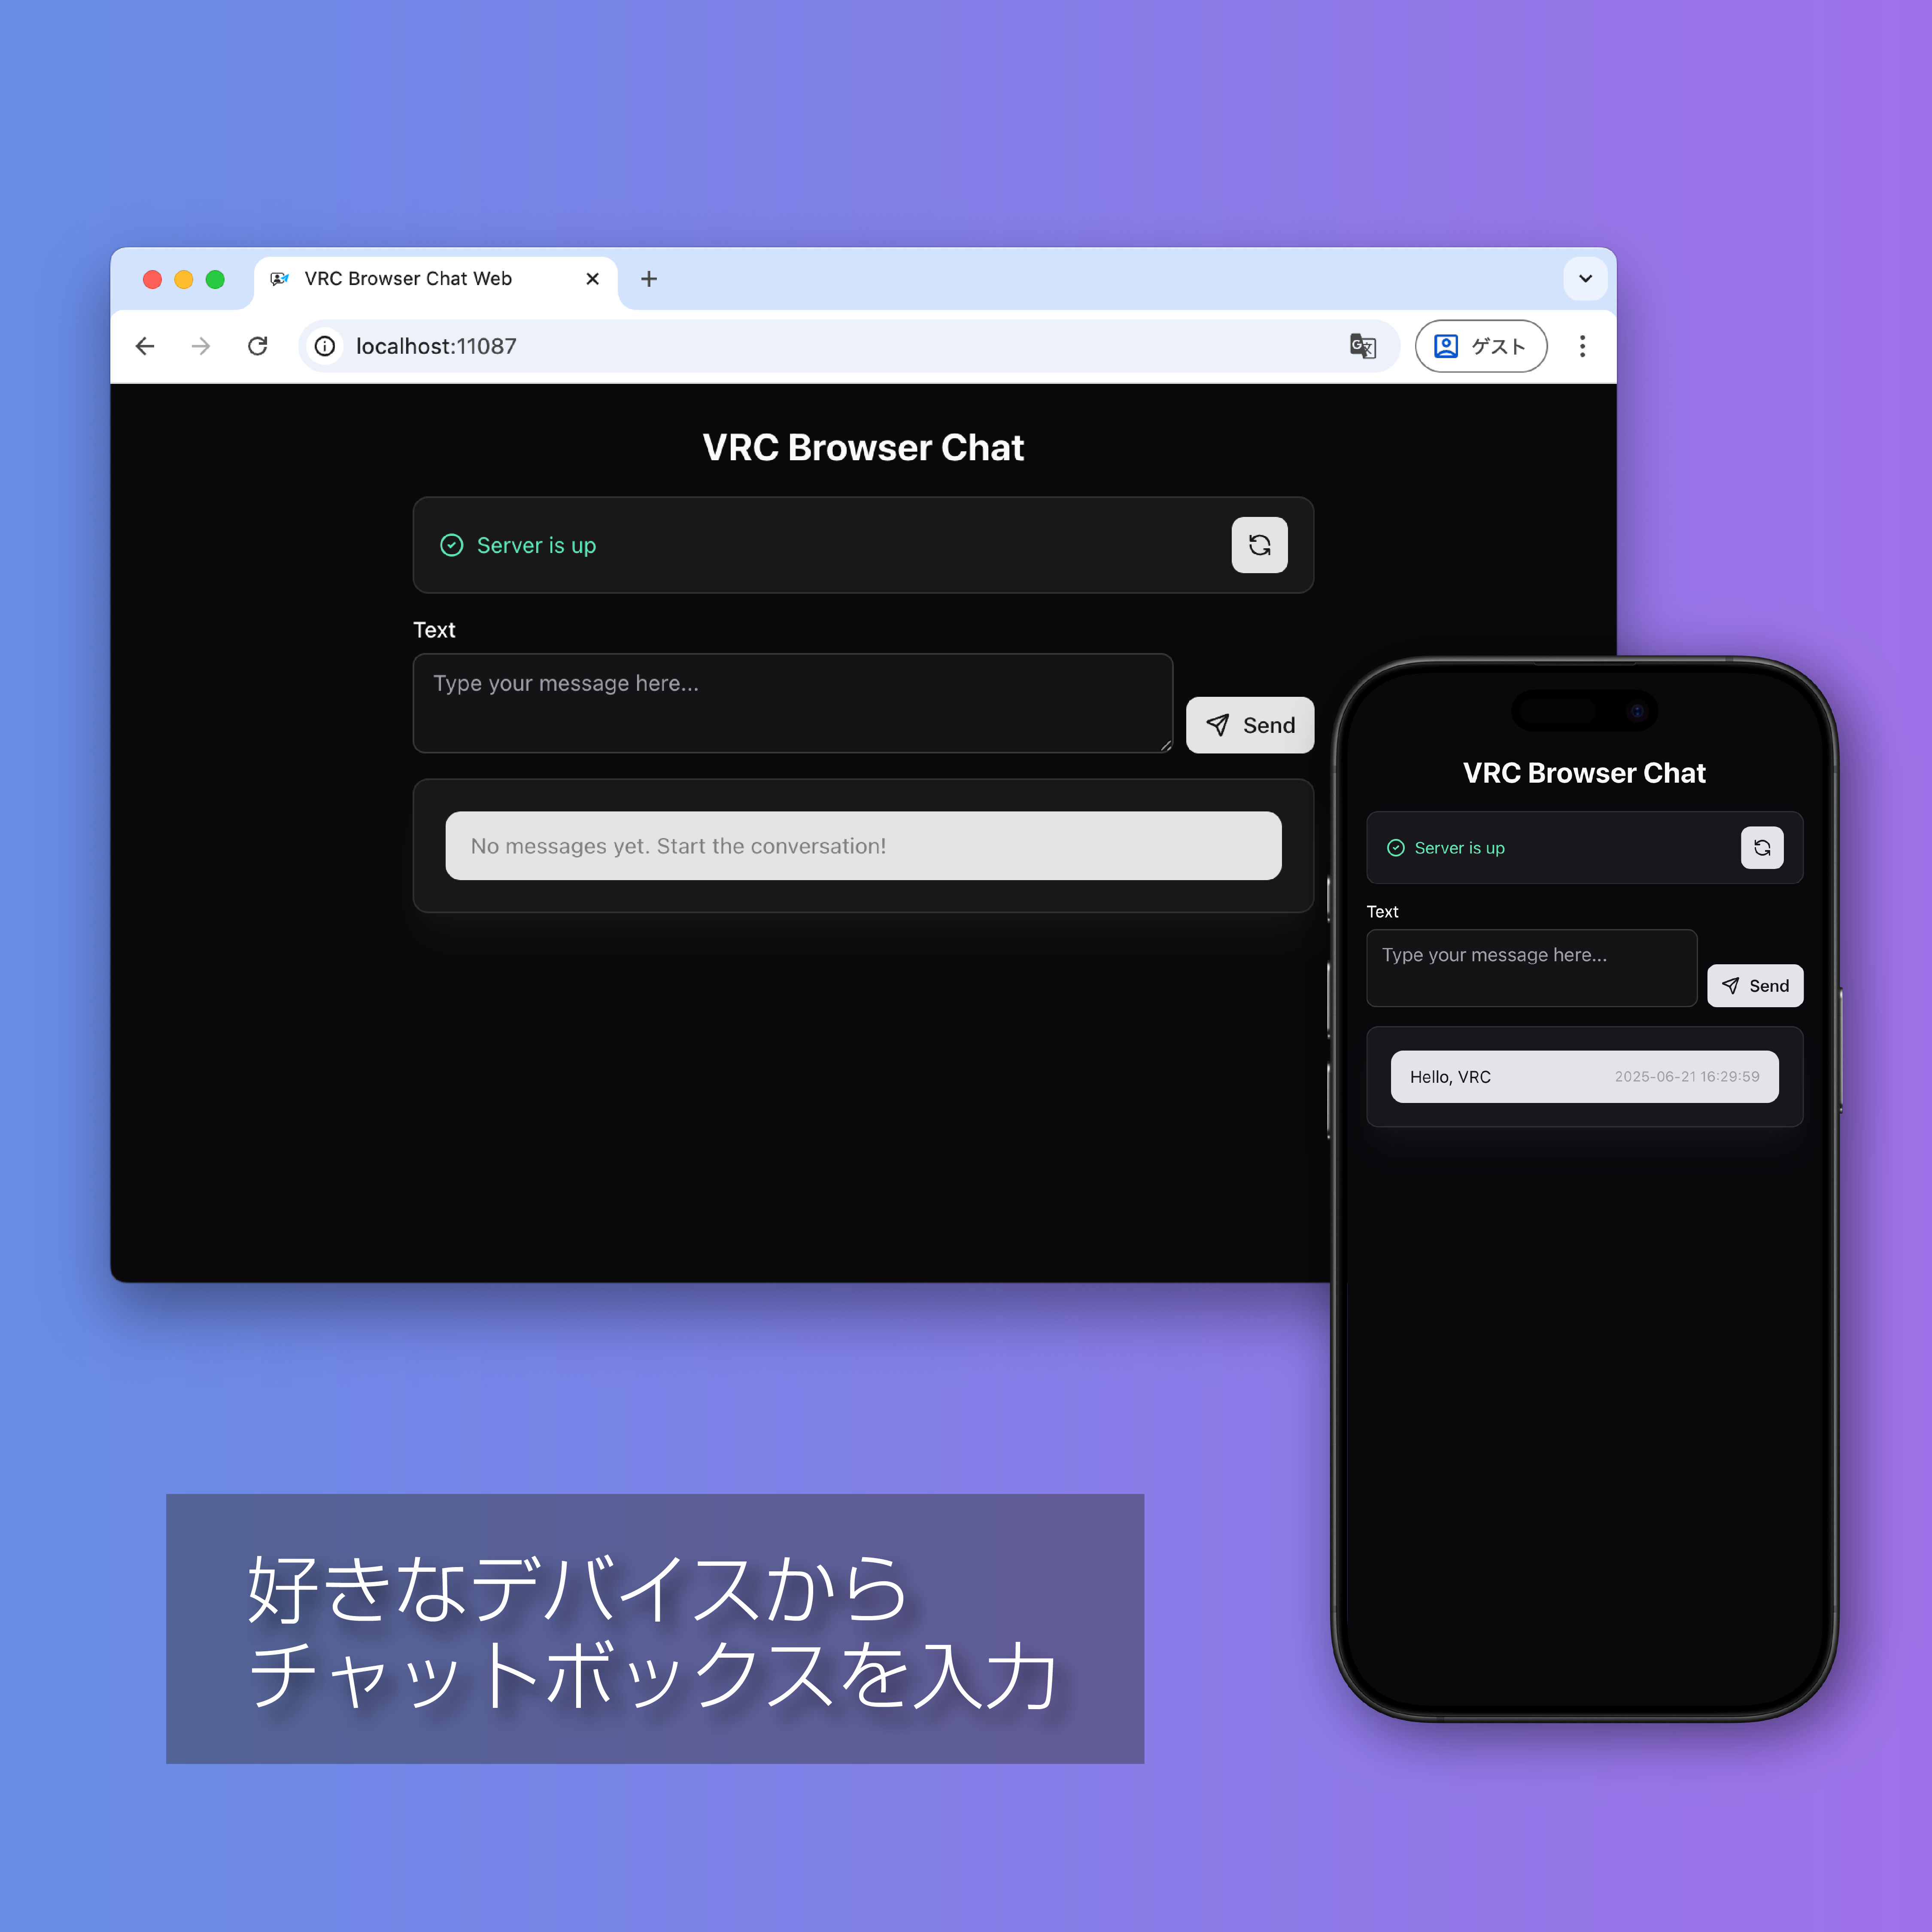 VRC Browser Chat Web
localhost:11087
ゲスト
VRC Browser Chat
Server is up
Text
Type your message here...
Send
No messages yet. Start the conversation!
VRC Browser Chat
Server is up
Text
Type your message here...
Send
Hello, VRC 2025-06-21 16:29:59
好きなデバイスから
チャットボックスを入力